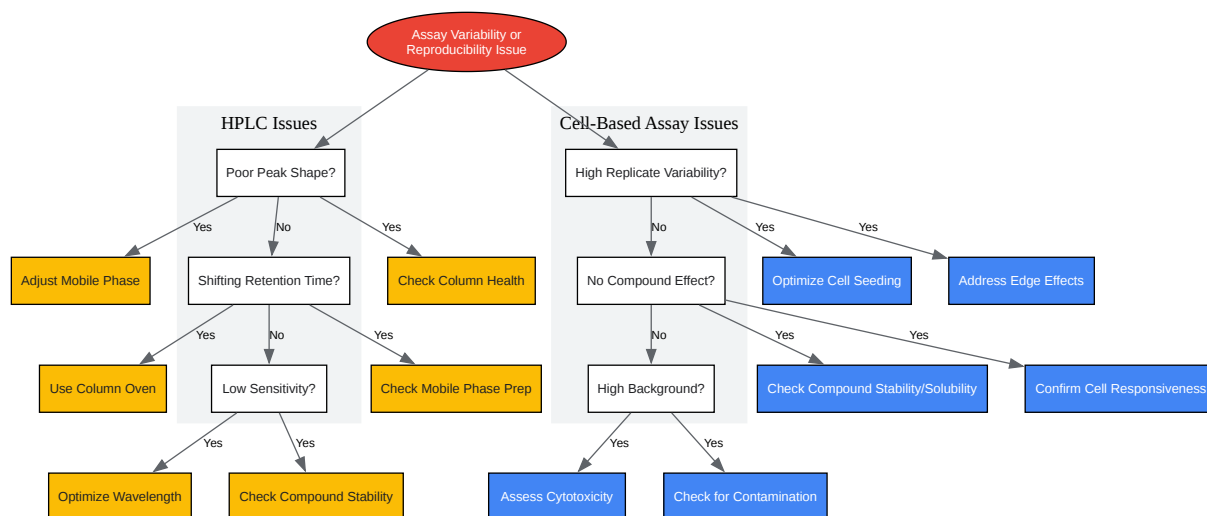 Assay Variability or
Reproducibility Issue
HPLC Issues
Cell-Based Assay Issues
Poor Peak Shape?
High Replicate Variability?
Yes
No
Yes
No
Yes
Yes
Adjust Mobile Phase
Shifting Retention Time?
Check Column Health
No Compound Effect?
Optimize Cell Seeding
Address Edge Effects
Yes
No
Yes
No
Yes
Yes
Use Column Oven
Low Sensitivity?
Check Mobile Phase Prep
High Background?
Check Compound Stability/Solubility
Confirm Cell Responsiveness
Yes
Yes
Yes
Yes
Optimize Wavelength
Check Compound Stability
Assess Cytotoxicity
Check for Contamination